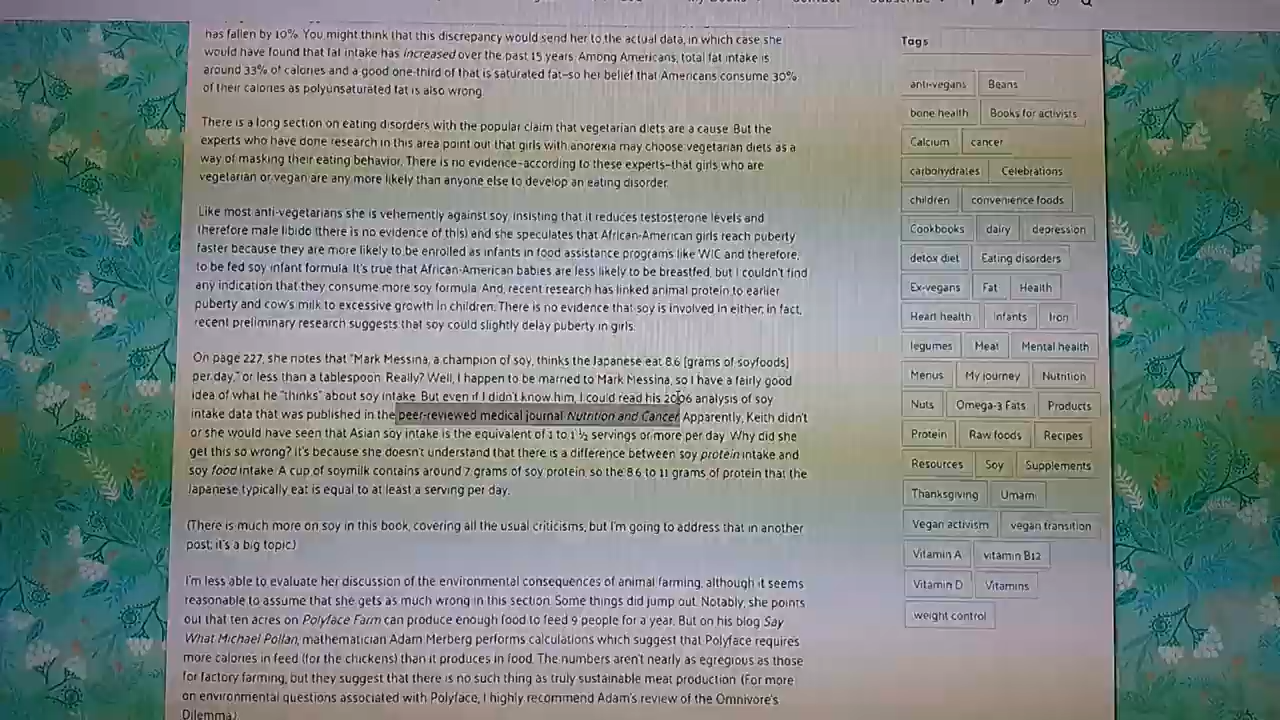 has fallen by 10%. You might think that this discrepancy would send her to the actual data, in which case she
would have found that fat intake has increased over the past 15 years. Among Americans, total fat intake is
around 33% of calories and a good one-third of that is saturated fat–so her belief that Americans consume 30%
of their calories as polyunsaturated fat is also wrong.
There is a long section on eating disorders with the popular claim that vegetarian diets are a cause. But the
experts who have done research in this area point out that girls with anorexia may choose vegetarian diets as a
way of masking their eating behavior. There is no evidence–according to these experts–that girls who are
vegetarian or vegan are any more likely than anyone else to develop an eating disorder.
Like most anti-vegetarians she is vehemently against soy, insisting that it reduces testosterone levels and
therefore male libido (there is no evidence of this) and she speculates that African-American girls reach puberty
faster because they are more likely to be enrolled as infants in food assistance programs like WIC and therefore,
to be fed soy infant formula. It's true that African-American babies are less likely to be breastfed, but I couldn't find
any indication that they consume more soy formula. And, recent research has linked animal protein to earlier
puberty and cow's milk to excessive growth in children. There is no evidence that soy is involved in either; in fact,
recent preliminary research suggests that soy could slightly delay puberty in girls.
On page 227, she notes that "Mark Messina, a champion of soy, thinks the Japanese eat 8.6 [grams of soyfoods]
per day," or less than a tablespoon. Really? Well, I happen to be married to Mark Messina, so I have a fairly good
idea of what he "thinks" about soy intake. But even if I didn't know him, I could read his 2006 analysis of soy
intake data that was published in the peer-reviewed medical journal Nutrition and Cancer. Apparently, Keith didn't
or she would have seen that Asian soy intake is the equivalent of 1 to 1 ½ servings or more per day. Why did she
get this so wrong? It's because she doesn't understand that there is a difference between soy protein intake and
soy food intake. A cup of soymilk contains around 7 grams of soy protein, so the 8.6 to 11 grams of protein that the
Japanese typically eat is equal to at least a serving per day.
(There is much more on soy in this book, covering all the usual criticisms, but I'm going to address that in another
post; it's a big topic.)
I'm less able to evaluate her discussion of the environmental consequences of animal farming, although it seems
reasonable to assume that she gets as much wrong in this section. Some things did jump out. Notably, she points
out that ten acres on Polyface Farm can produce enough food to feed 9 people for a year. But on his blog Say
What Michael Pollan, mathematician Adam Merberg performs calculations which suggest that Polyface requires
more calories in feed (for the chickens) than it produces in food. The numbers aren't nearly as egregious as those
for factory farming, but they suggest that there is no such thing as truly sustainable meat production. (For more
on environmental questions associated with Polyface, I highly recommend Adam's review of the Omnivore's
Dilemma.)
Tags
anti-vegans Beans
bone health Books for activists
Calcium cancer
carbohydrates Celebrations
children convenience foods
Cookbooks dairy depression
detox diet Eating disorders
Ex-vegans Fat Health
Heart health Infants Iron
legumes Meat Mental health
Menus My journey Nutrition
Nuts Omega-3 Fats Products
Protein Raw foods Recipes
Resources Soy Supplements
Thanksgiving Umami
Vegan activism vegan transition
Vitamin A vitamin B12
Vitamin D Vitamins
weight control